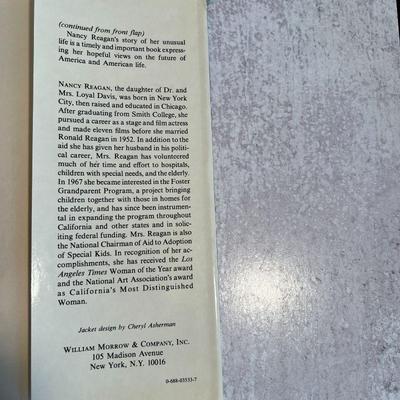 (continued from front flap)
Nancy Reagan's story of her unusual
life is a timely and important book express-
ing her hopeful views on the future of
America and American life.
NANCY REAGAN, the daughter of Dr. and
Mrs. Loyal Davis, was born in New York
City, then raised and educated in Chicago.
After graduating from Smith College, she
pursued a career as a stage and film actress
and made eleven films before she married
Ronald Reagan in 1952. In addition to the
aid she has given her husband in his politi-
cal career, Mrs. Reagan has volunteered
much of her time and effort to hospitals,
children with special needs, and the elderly.
In 1967 she became interested in the Foster
Grandparent Program, a project bringing
children together with those in homes for
the elderly, and has since been instrumen-
tal in expanding the program throughout
California and other states and in solic-
iting federal funding. Mrs. Reagan is also
the National Chairman of Aid to Adoption
of Special Kids. In recognition of her ac-
complishments, she has received the Los
Angeles Times Woman of the Year award
and the National Art Association's award
as California's Most Distinguished
Woman.
Jacket design by Cheryl Asherman
WILLIAM MORROW & COMPANY, INC.
105 Madison Avenue
New York, N.Y. 10016
0-688-03533-7